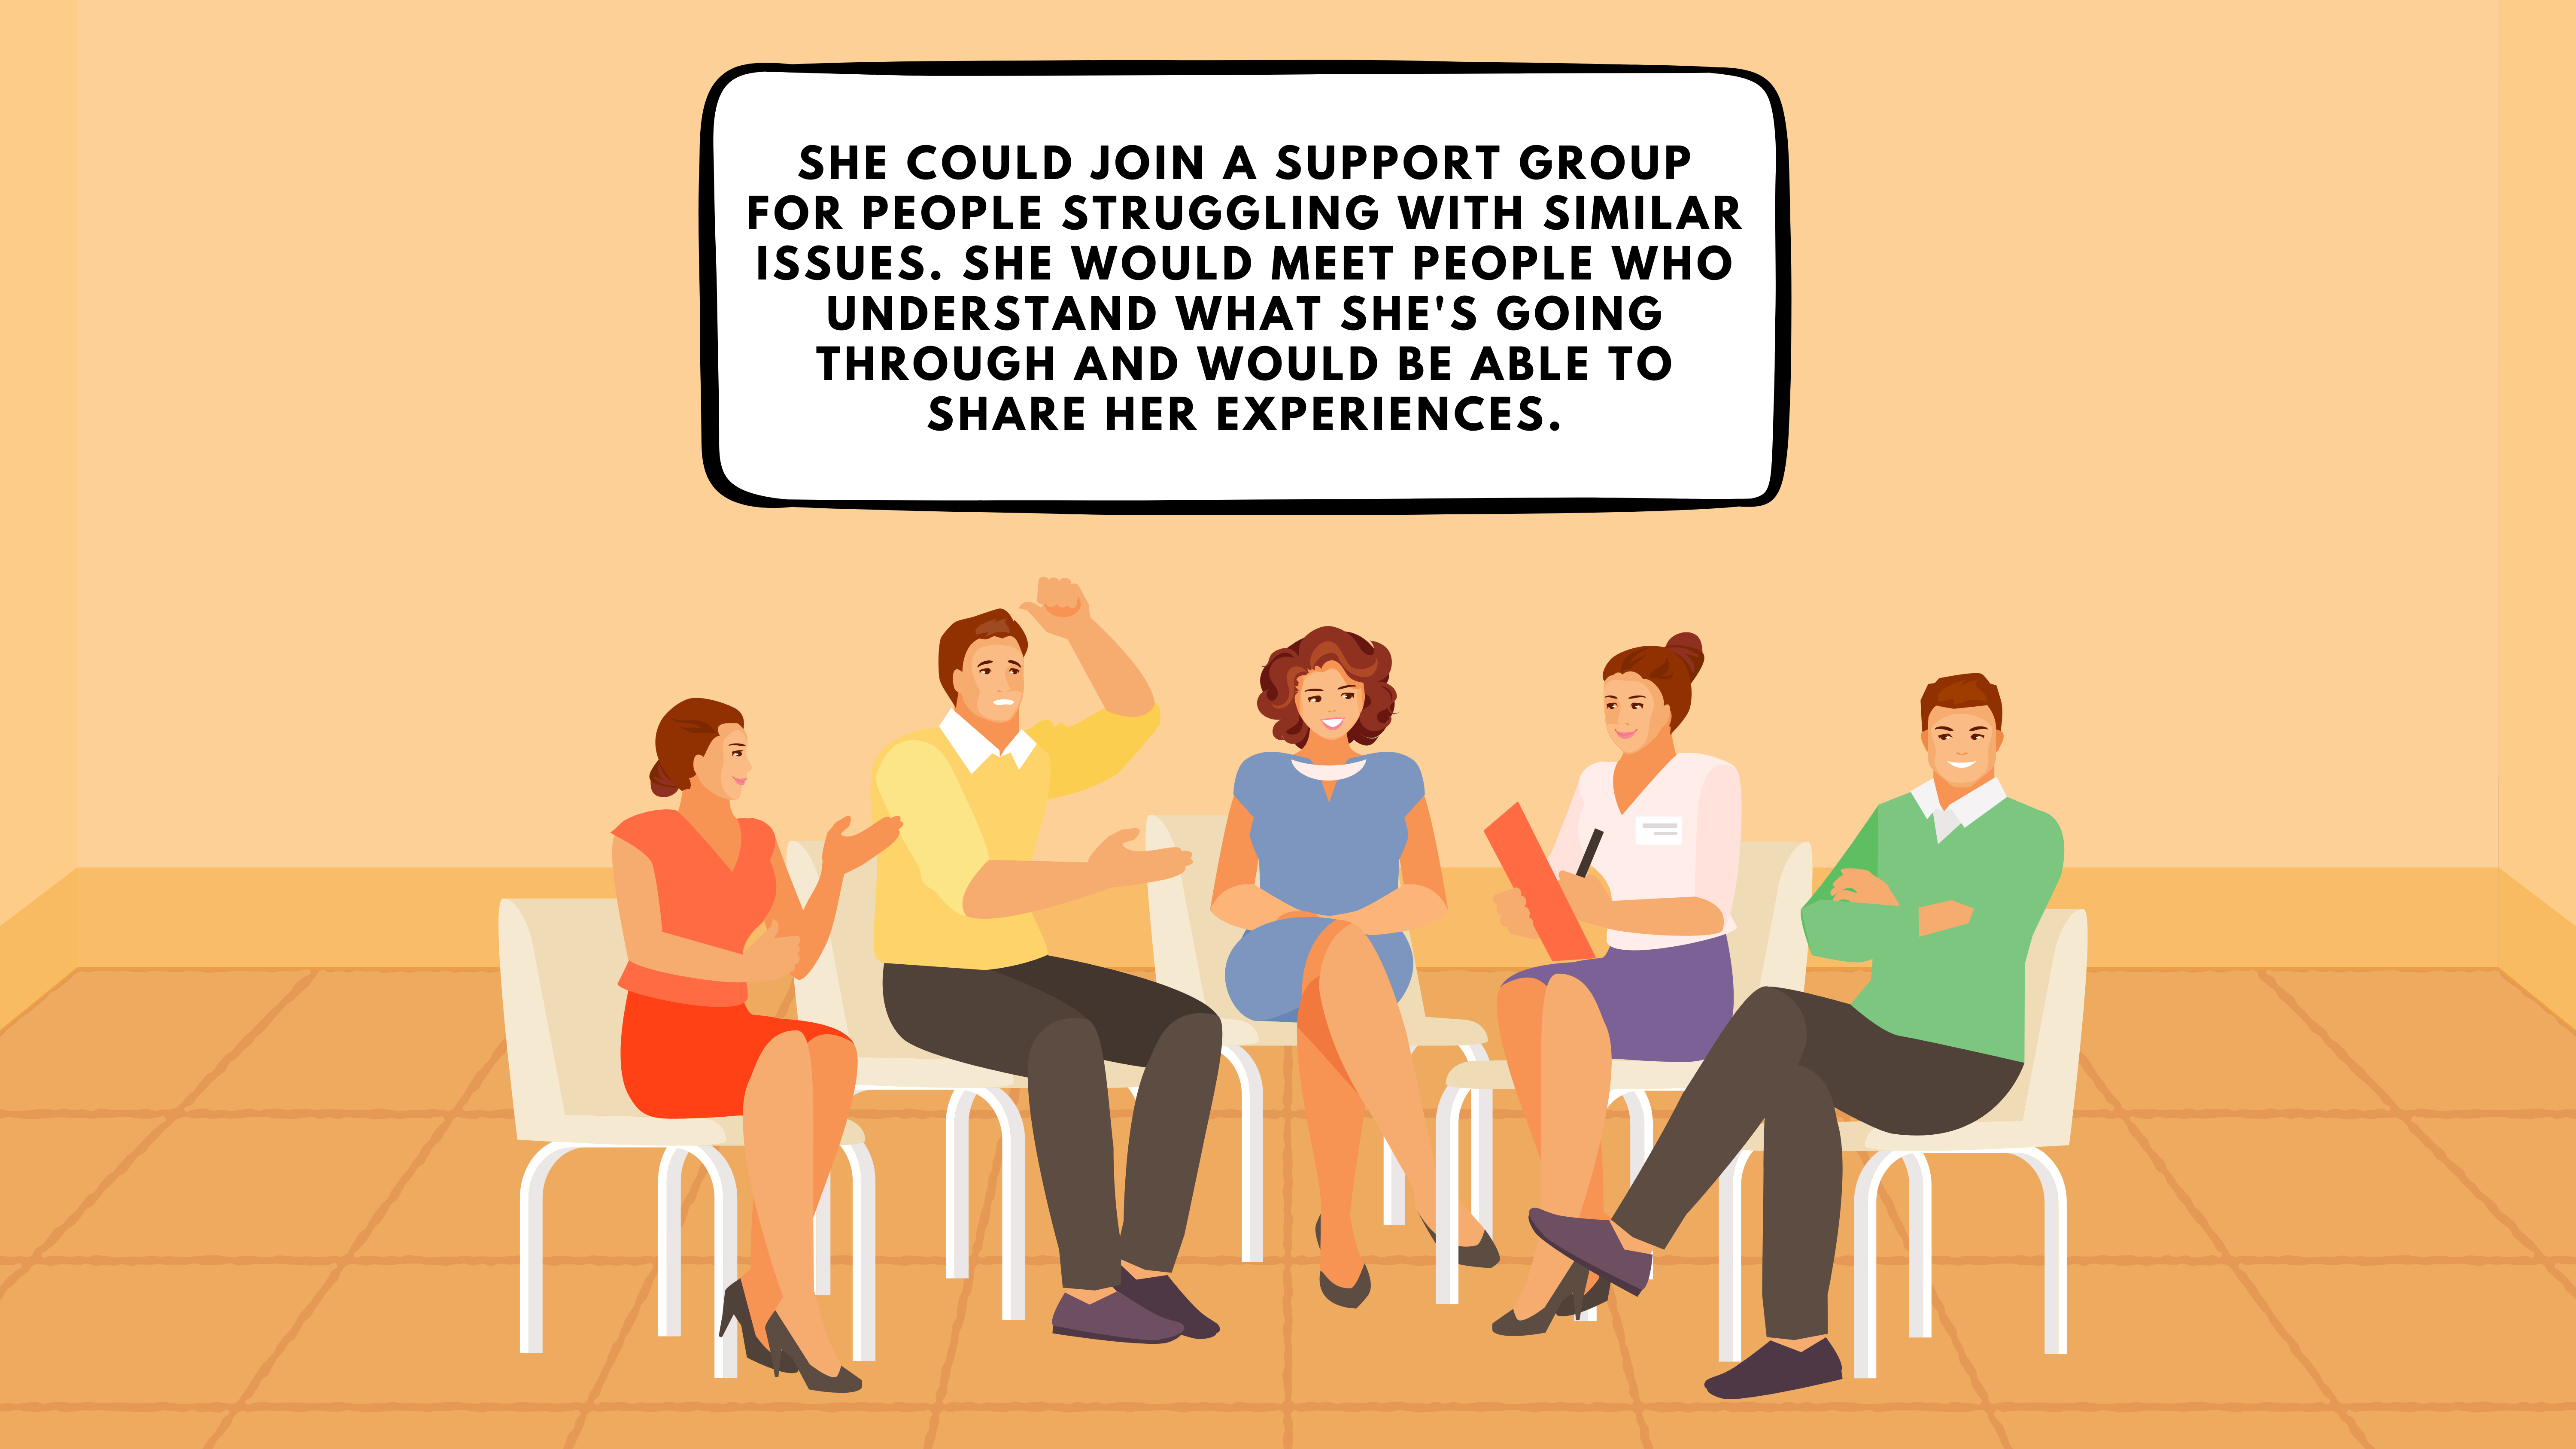 SHE COULD JOIN A SUPPORT GROUP
FOR PEOPLE STRUGGLING WITH SIMILAR
ISSUES. SHE WOULD MEET PEOPLE WHO
UNDERSTAND WHAT SHE'S GOING
THROUGH AND WOULD BE ABLE TO
SHARE HER EXPERIENCES.